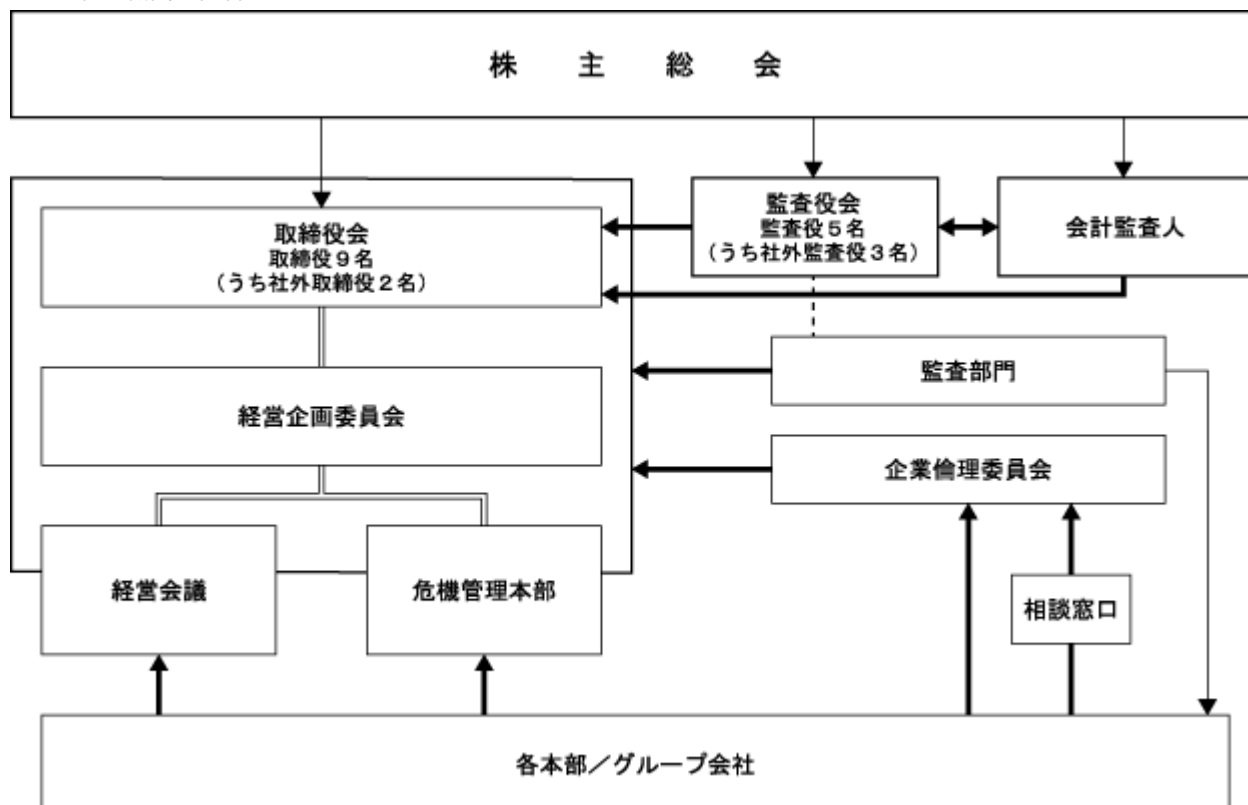 株主総会
取締役会
取締役９名
（うち社外取締役２名）
監査役会
監査役５名
（うち社外監査役３名）
会計監査人
経営企画委員会
監査部門
企業倫理委員会
経営会議
危機管理本部
相談窓口
各本部／グループ会社